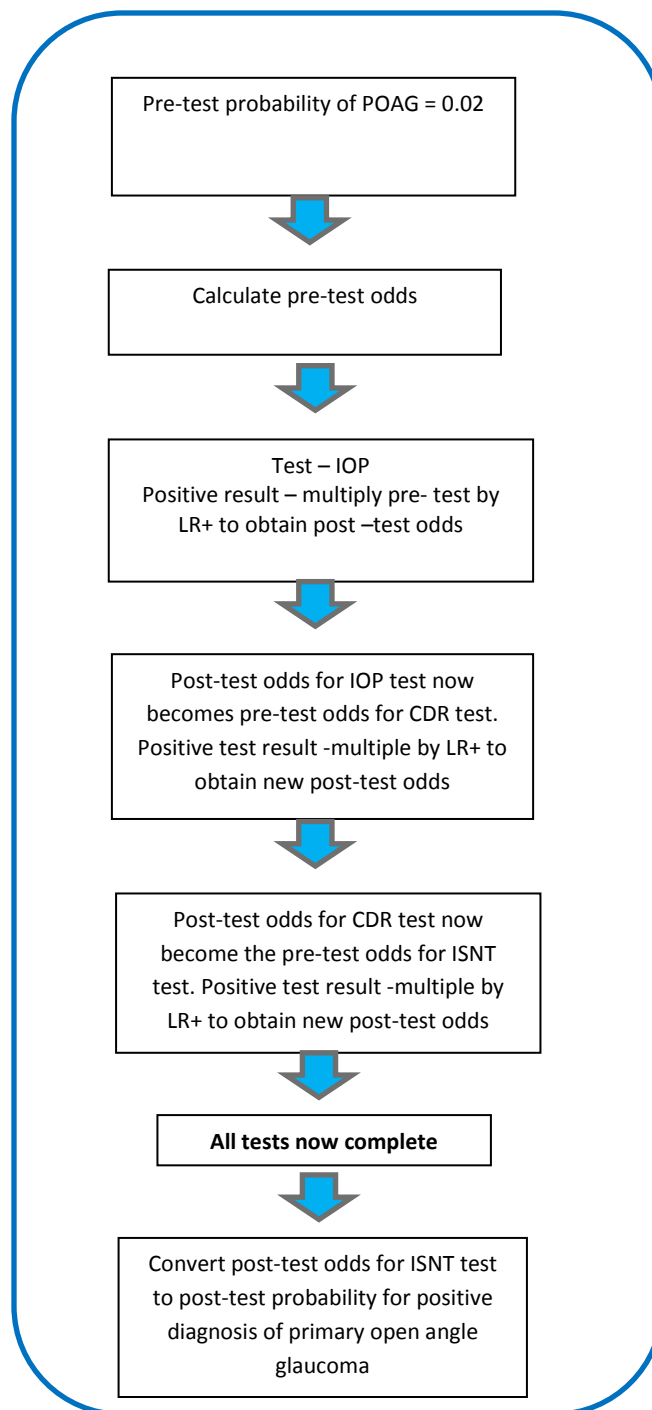 Pre-test probability of POAG = 0.02
Calculate pre-test odds
Test – IOP
Positive result – multiply pre- test by
LR+ to obtain post –test odds
Post-test odds for IOP test now
becomes pre-test odds for CDR test.
Positive test result -multiple by LR+ to
obtain new post-test odds
Post-test odds for CDR test now
become the pre-test odds for ISNT
test. Positive test result -multiple by
LR+ to obtain new post-test odds
All tests now complete
Convert post-test odds for ISNT test
to post-test probability for positive
diagnosis of primary open angle
glaucoma